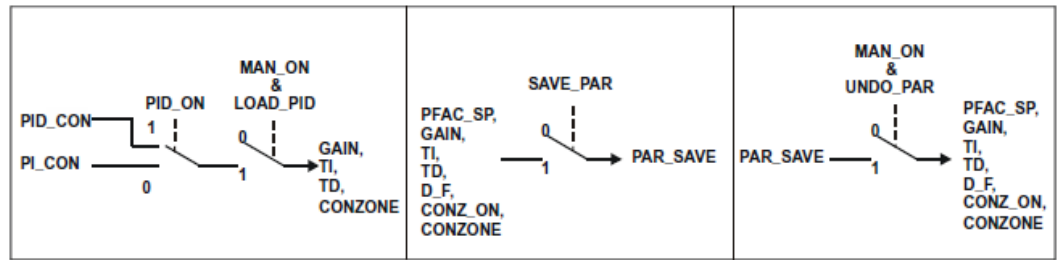 MAN_ON
&
LOAD_PID
PID_ON
PID_CON
1
0
PI_CON
0
1
GAIN,
TI,
TD,
CONZONE
SAVE_PAR
PFAC_SP,
GAIN,
TI,
TD,
D_F,
CONZ_ON,
CONZONE
0
1
PAR_SAVE
MAN_ON
&
UNDO_PAR
PAR_SAVE
0
1
PFAC_SP,
GAIN,
TI,
TD,
D_F,
CONZ_ON,
CONZONE